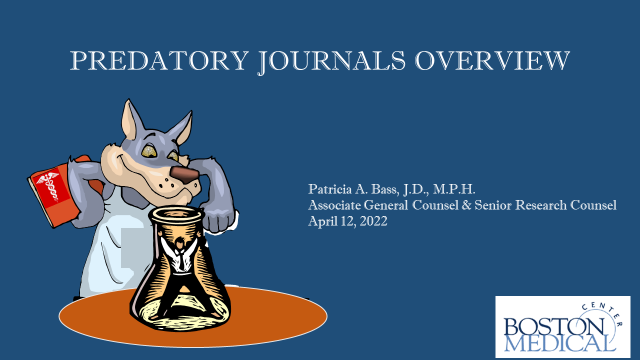 PREDATORY JOURNALS OVERVIEW
Patricia A. Bass, J.D., M.P.H.
Associate General Counsel & Senior Research Counsel
April 12, 2022
BOSTON
MEDICAL
CENTER